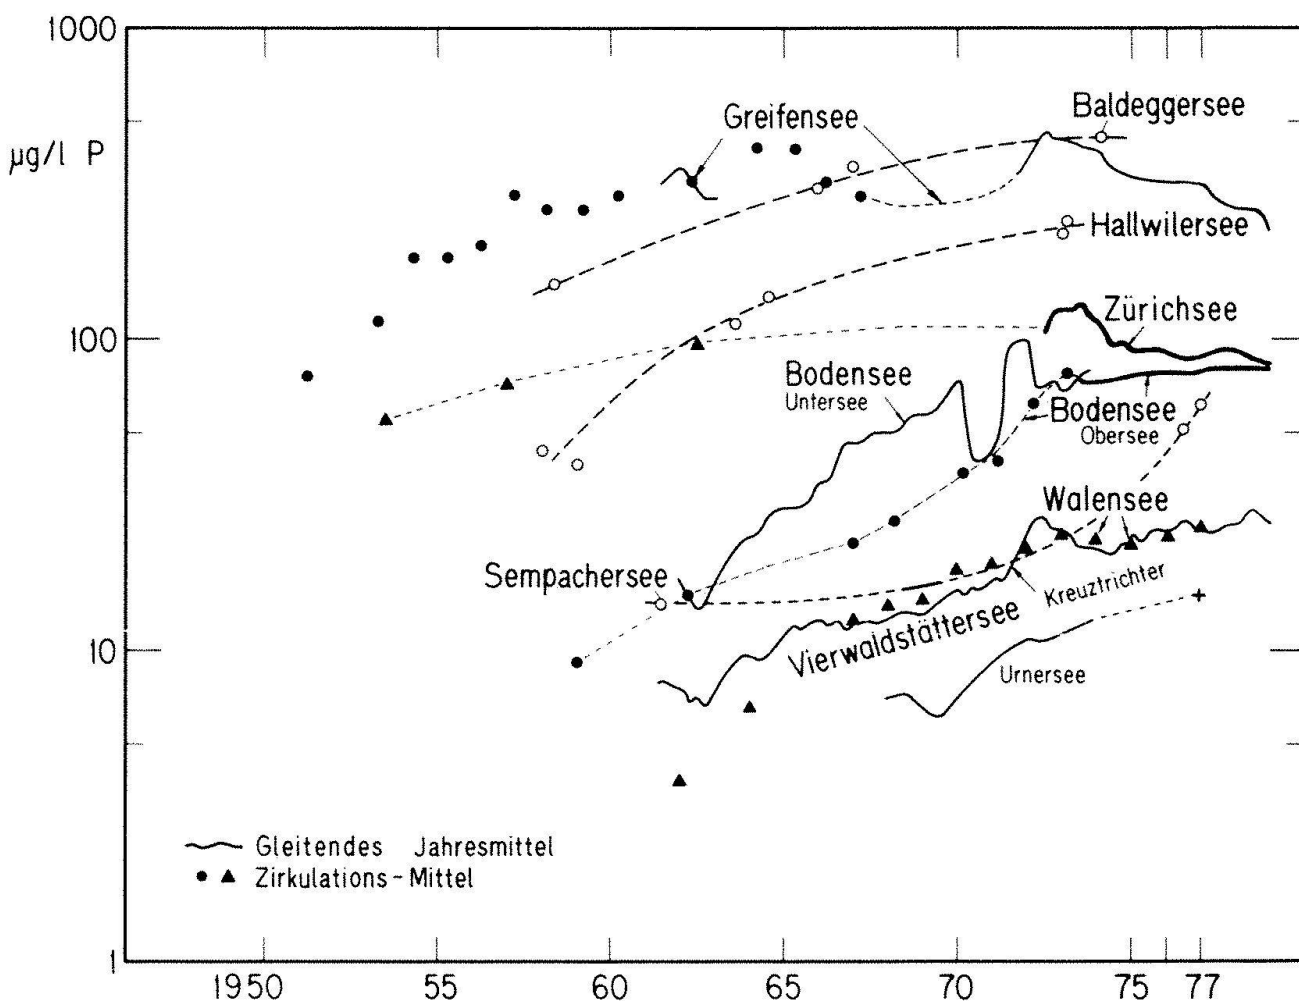 1000
µg/l P
100
10
1
Greifensee
Baldeggersee
Hallwilersee
Zürichsee
Bodensee
Untersee
Bodensee
Obersee
Walensee
Sempachersee
Kreuztrichter
Vierwaldstättersee
Urnersee
Gleitendes Jahresmittel
Zirkulations-Mittel
1950 55 60 65 70 75 77